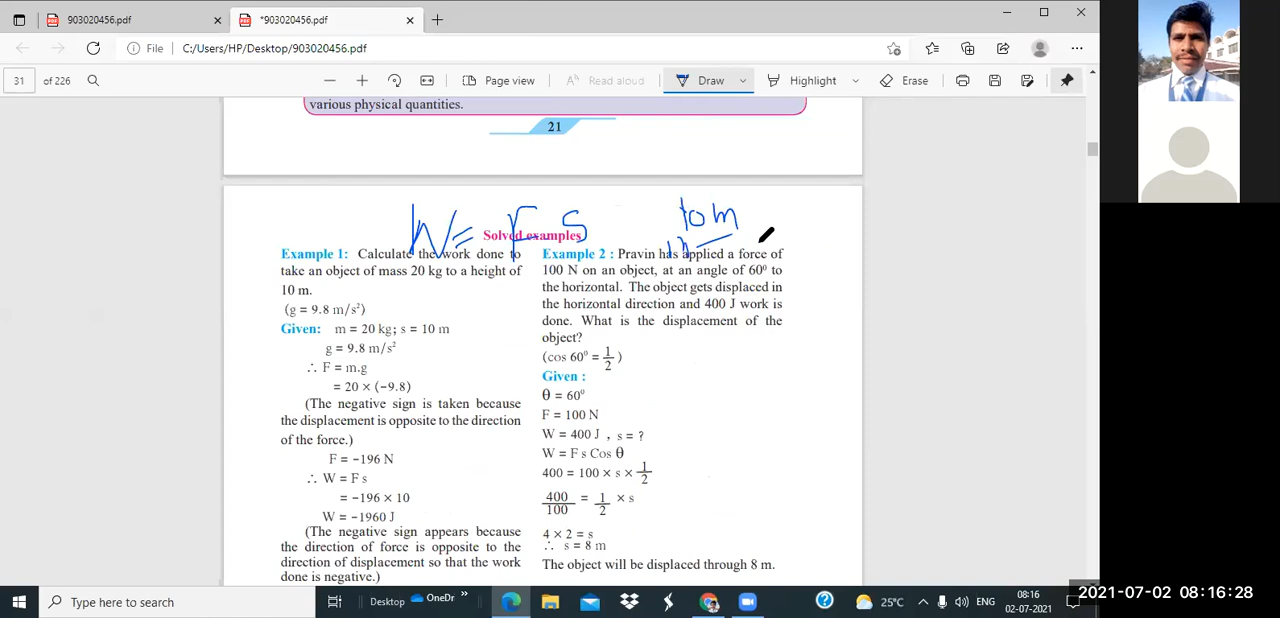 903020456.pdf
*903020456.pdf
File C:/Users/HP/Desktop/903020456.pdf
31 of 226
Page view
Read aloud
Draw
Highlight
Erase
various physical quantities.
21
W = F s
10 m
Solved examples
Example 1: Calculate the work done to
take an object of mass 20 kg to a height of
10 m.
(g = 9.8 m/s²)
Given: m = 20 kg; s = 10 m
g = 9.8 m/s²
∴ F = m.g
= 20 × (−9.8)
(The negative sign is taken because
the displacement is opposite to the direction
of the force.)
F = −196 N
∴ W = F s
= −196 × 10
W = −1960 J
(The negative sign appears because
the direction of force is opposite to the
direction of displacement so that the work
done is negative.)
Example 2 : Pravin has applied a force of
100 N on an object, at an angle of 60⁰ to
the horizontal. The object gets displaced in
the horizontal direction and 400 J work is
done. What is the displacement of the
object?
(cos 60⁰ = 1/2)
Given :
θ = 60⁰
F = 100 N
W = 400 J , s = ?
W = F s Cos θ
400 = 100 × s × 1/2
400/100 = 1/2 × s
4 × 2 = s
∴ s = 8 m
The object will be displaced through 8 m.
Type here to search
Desktop
OneDr
25°C
ENG
08:16
02-07-2021
2021-07-02 08:16:28